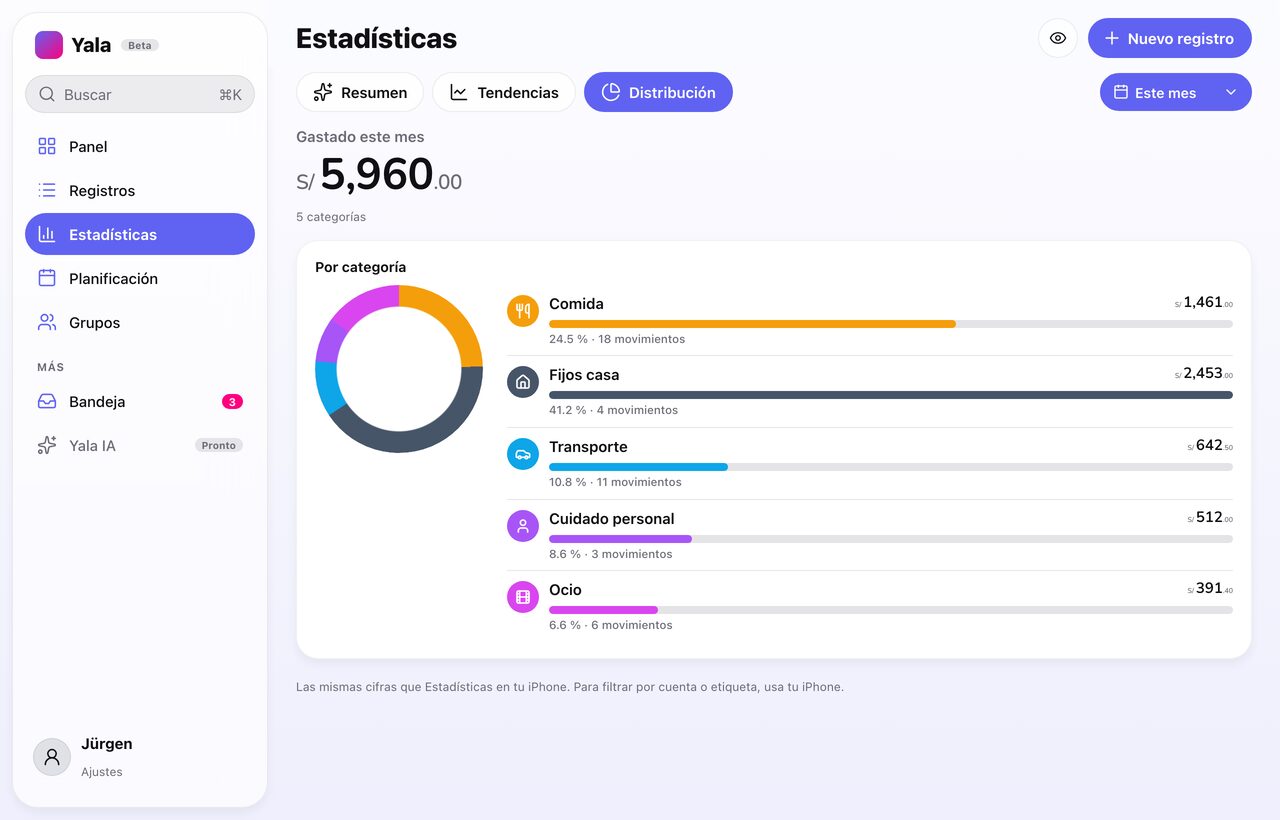 Yala Beta
Buscar ⌘K
Panel
Registros
Estadísticas
Planificación
Grupos
MÁS
Bandeja 3
Yala IA Pronto
Jürgen
Ajustes
Estadísticas
Nuevo registro
Resumen Tendencias Distribución
Este mes
Gastado este mes
S/ 5,960.00
5 categorías
Por categoría
Comida S/ 1,461.00
24.5 % · 18 movimientos
Fijos casa S/ 2,453.00
41.2 % · 4 movimientos
Transporte S/ 642.50
10.8 % · 11 movimientos
Cuidado personal S/ 512.00
8.6 % · 3 movimientos
Ocio S/ 391.40
6.6 % · 6 movimientos
Las mismas cifras que Estadísticas en tu iPhone. Para filtrar por cuenta o etiqueta, usa tu iPhone.